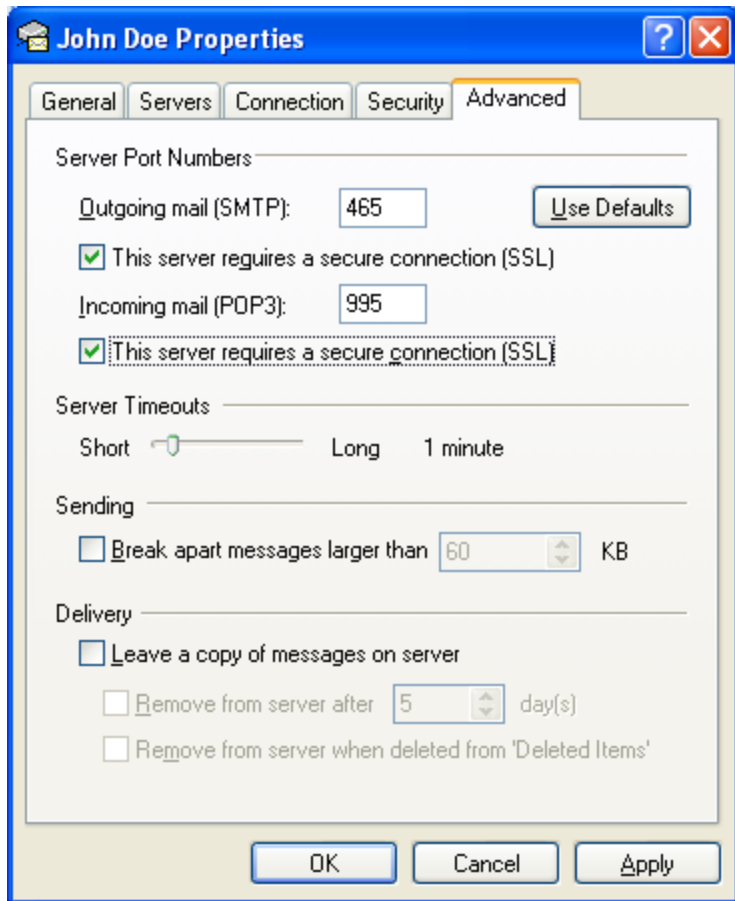 John Doe Properties
General Servers Connection Security Advanced
Server Port Numbers
Outgoing mail (SMTP): 465 Use Defaults
This server requires a secure connection (SSL)
Incoming mail (POP3): 995
This server requires a secure connection (SSL)
Server Timeouts
Short Long 1 minute
Sending
Break apart messages larger than 60 KB
Delivery
Leave a copy of messages on server
Remove from server after 5 day(s)
Remove from server when deleted from 'Deleted Items'
OK Cancel Apply